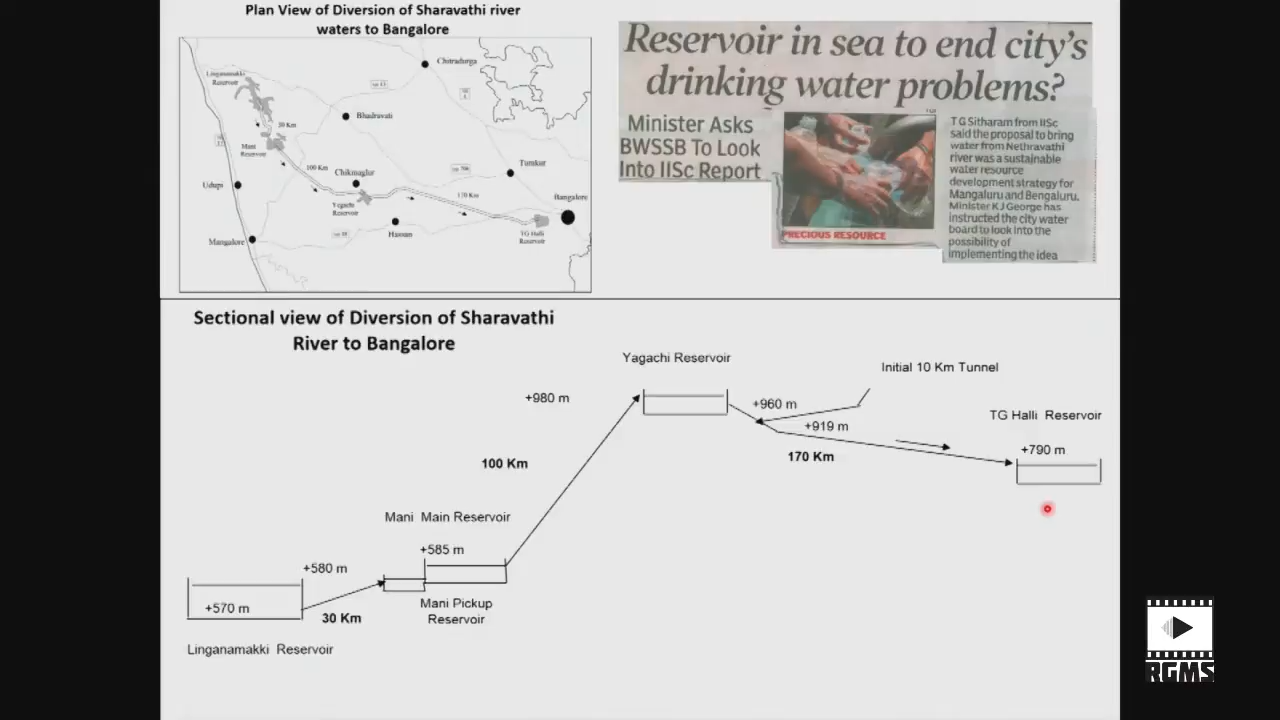 Plan View of Diversion of Sharavathi river
waters to Bangalore
Linganamakki
Reservoir
Chitradurga
Bhadravati
30 Km
Mani
Reservoir
100 Km
Chikmaglur
Tumkur
Udupi
Yagachi
Reservoir
170 Km
Bangalore
Hassan
TG Halli
Reservoir
Mangalore
Reservoir in sea to end city's
drinking water problems?
Minister Asks
BWSSB To Look
Into IISc Report
PRECIOUS RESOURCE
T G Sitharam from IISc
said the proposal to bring
water from Nethravathi
river was a sustainable
water resource
development strategy for
Mangaluru and Bengaluru.
Minister K J George has
instructed the city water
board to look into the
possibility of
implementing the idea
Sectional view of Diversion of Sharavathi
River to Bangalore
Yagachi Reservoir
Initial 10 Km Tunnel
+980 m
+960 m
TG Halli Reservoir
+919 m
+790 m
100 Km
170 Km
Mani Main Reservoir
+585 m
+580 m
+570 m
30 Km
Mani Pickup
Reservoir
Linganamakki Reservoir
RGMS